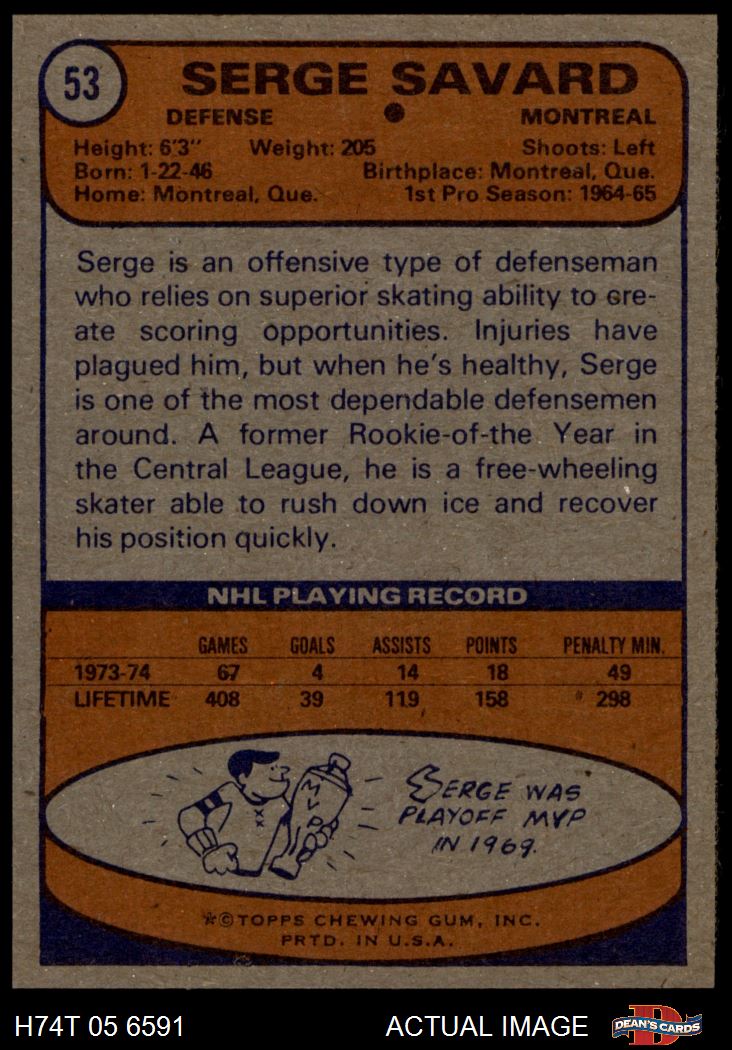 53
SERGE SAVARD
DEFENSE MONTREAL
Height: 6'3" Weight: 205 Shoots: Left
Born: 1-22-46 Birthplace: Montreal, Que.
Home: Montreal, Que. 1st Pro Season: 1964-65
Serge is an offensive type of defenseman
who relies on superior skating ability to cre-
ate scoring opportunities. Injuries have
plagued him, but when he's healthy, Serge
is one of the most dependable defensemen
around. A former Rookie-of-the Year in
the Central League, he is a free-wheeling
skater able to rush down ice and recover
his position quickly.
NHL PLAYING RECORD
GAMES GOALS ASSISTS POINTS PENALTY MIN.
1973-74 67 4 14 18 49
LIFETIME 408 39 119 158 298
MVP
SERGE WAS
PLAYOFF MVP
IN 1969.
*©TOPPS CHEWING GUM, INC.
PRTD. IN U.S.A.
H74T 05 6591 ACTUAL IMAGE DEAN'S CARDS